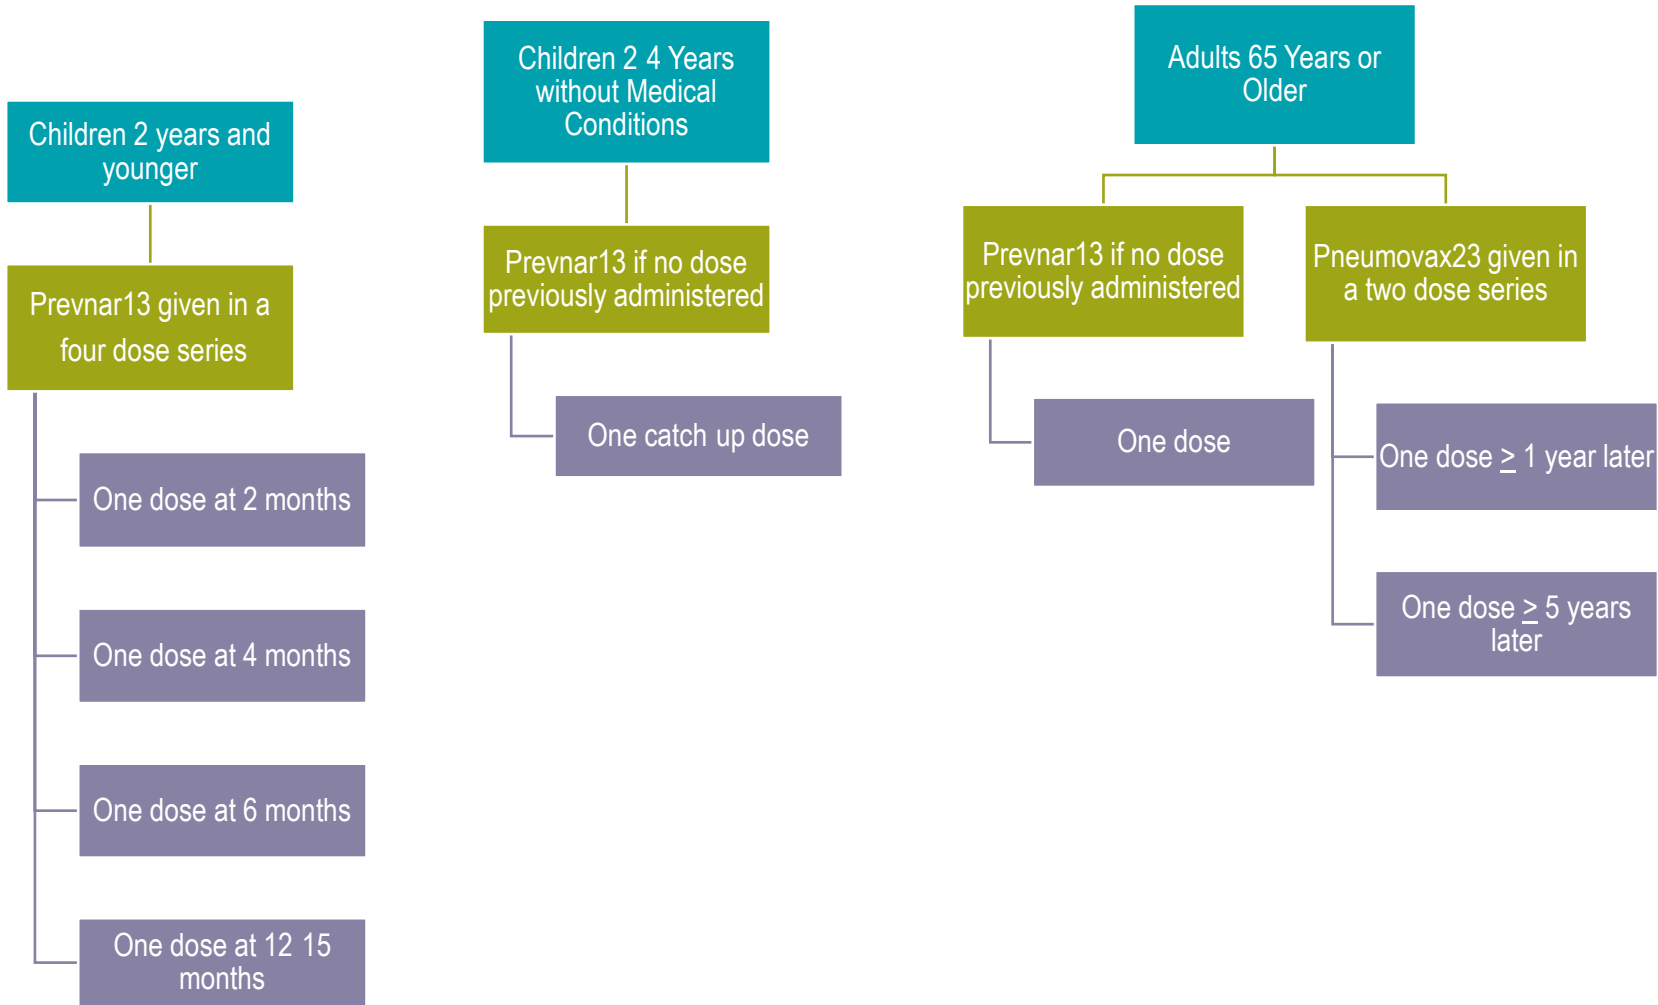 Children 2 years and
younger
Prevnar13 given in a
four dose series
One dose at 2 months
One dose at 4 months
One dose at 6 months
One dose at 12 15
months
Children 2 4 Years
without Medical
Conditions
Prevnar13 if no dose
previously administered
One catch up dose
Adults 65 Years or
Older
Prevnar13 if no dose
previously administered
One dose
Pneumovax23 given in
a two dose series
One dose ≥ 1 year later
One dose ≥ 5 years
later